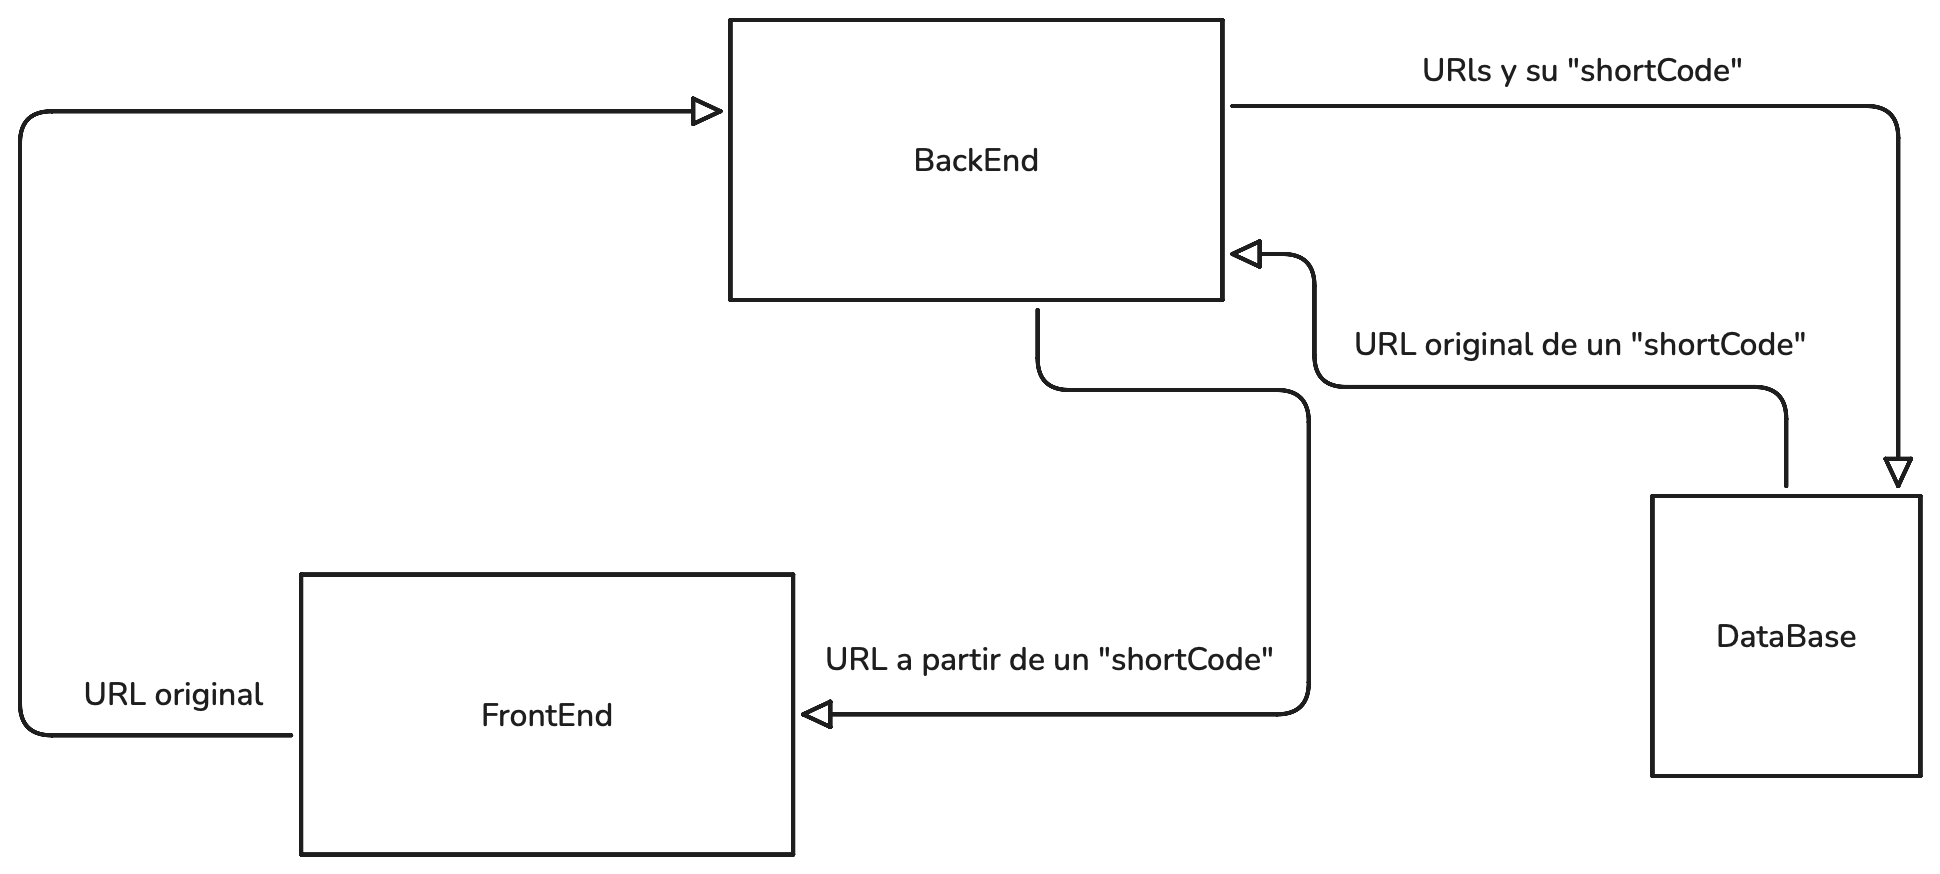 URls y su "shortCode"
BackEnd
URL original de un "shortCode"
DataBase
URL a partir de un "shortCode"
URL original
FrontEnd